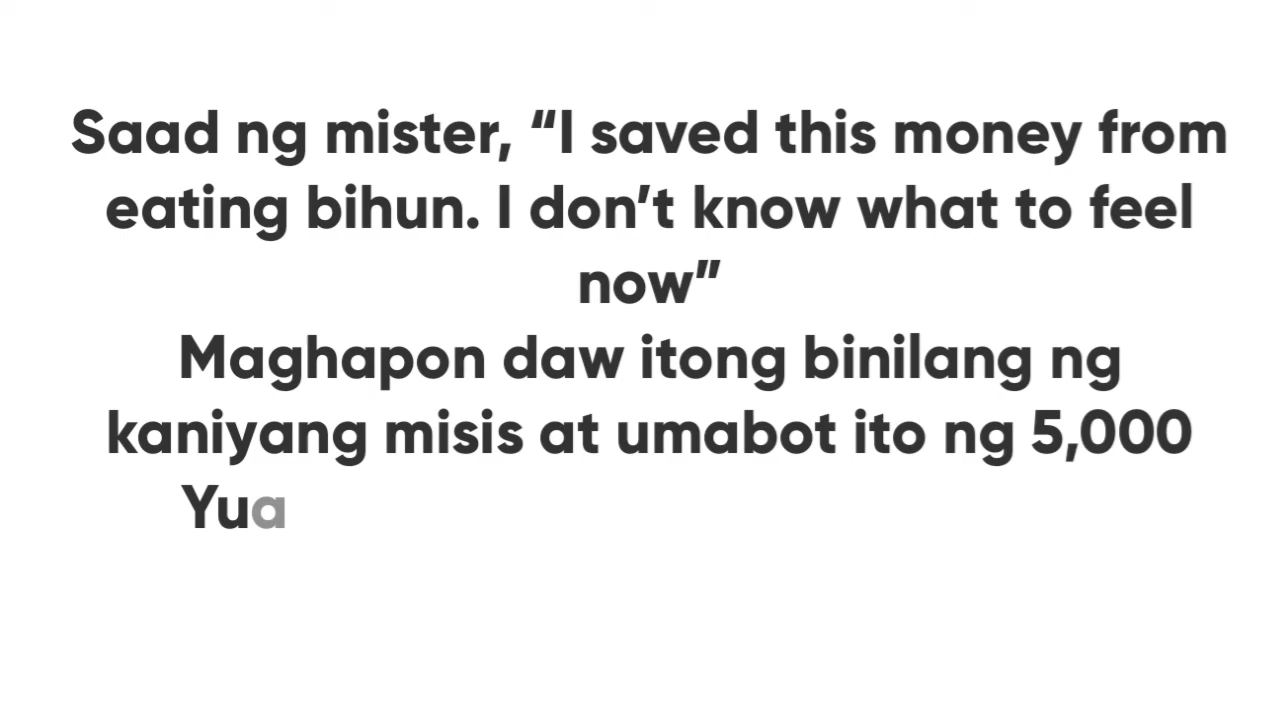 Saad ng mister, “I saved this money from
eating bihun. I don’t know what to feel
now”
Maghapon daw itong binilang ng
kaniyang misis at umabot ito ng 5,000
Yua